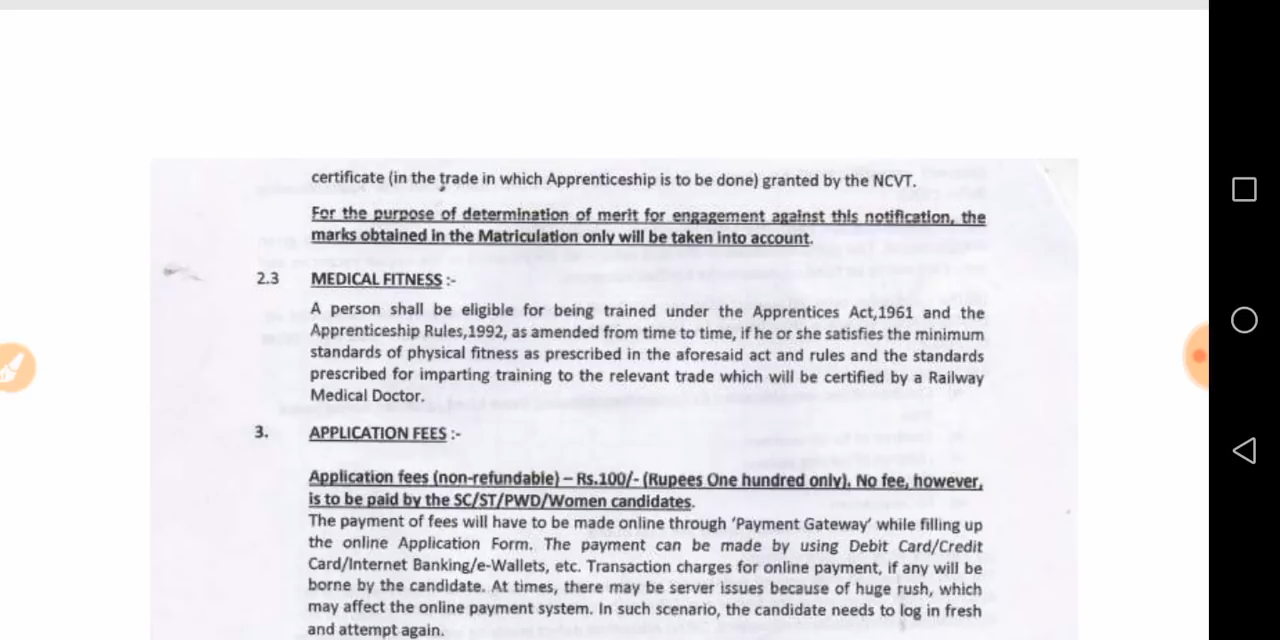 certificate (in the trade in which Apprenticeship is to be done) granted by the NCVT.
For the purpose of determination of merit for engagement against this notification, the
marks obtained in the Matriculation only will be taken into account.
2.3 MEDICAL FITNESS :-
A person shall be eligible for being trained under the Apprentices Act,1961 and the
Apprenticeship Rules,1992, as amended from time to time, if he or she satisfies the minimum
standards of physical fitness as prescribed in the aforesaid act and rules and the standards
prescribed for imparting training to the relevant trade which will be certified by a Railway
Medical Doctor.
3. APPLICATION FEES :-
Application fees (non-refundable) – Rs.100/- (Rupees One hundred only). No fee, however,
is to be paid by the SC/ST/PWD/Women candidates.
The payment of fees will have to be made online through ‘Payment Gateway’ while filling up
the online Application Form. The payment can be made by using Debit Card/Credit
Card/Internet Banking/e-Wallets, etc. Transaction charges for online payment, if any will be
borne by the candidate. At times, there may be server issues because of huge rush, which
may affect the online payment system. In such scenario, the candidate needs to log in fresh
and attempt again.